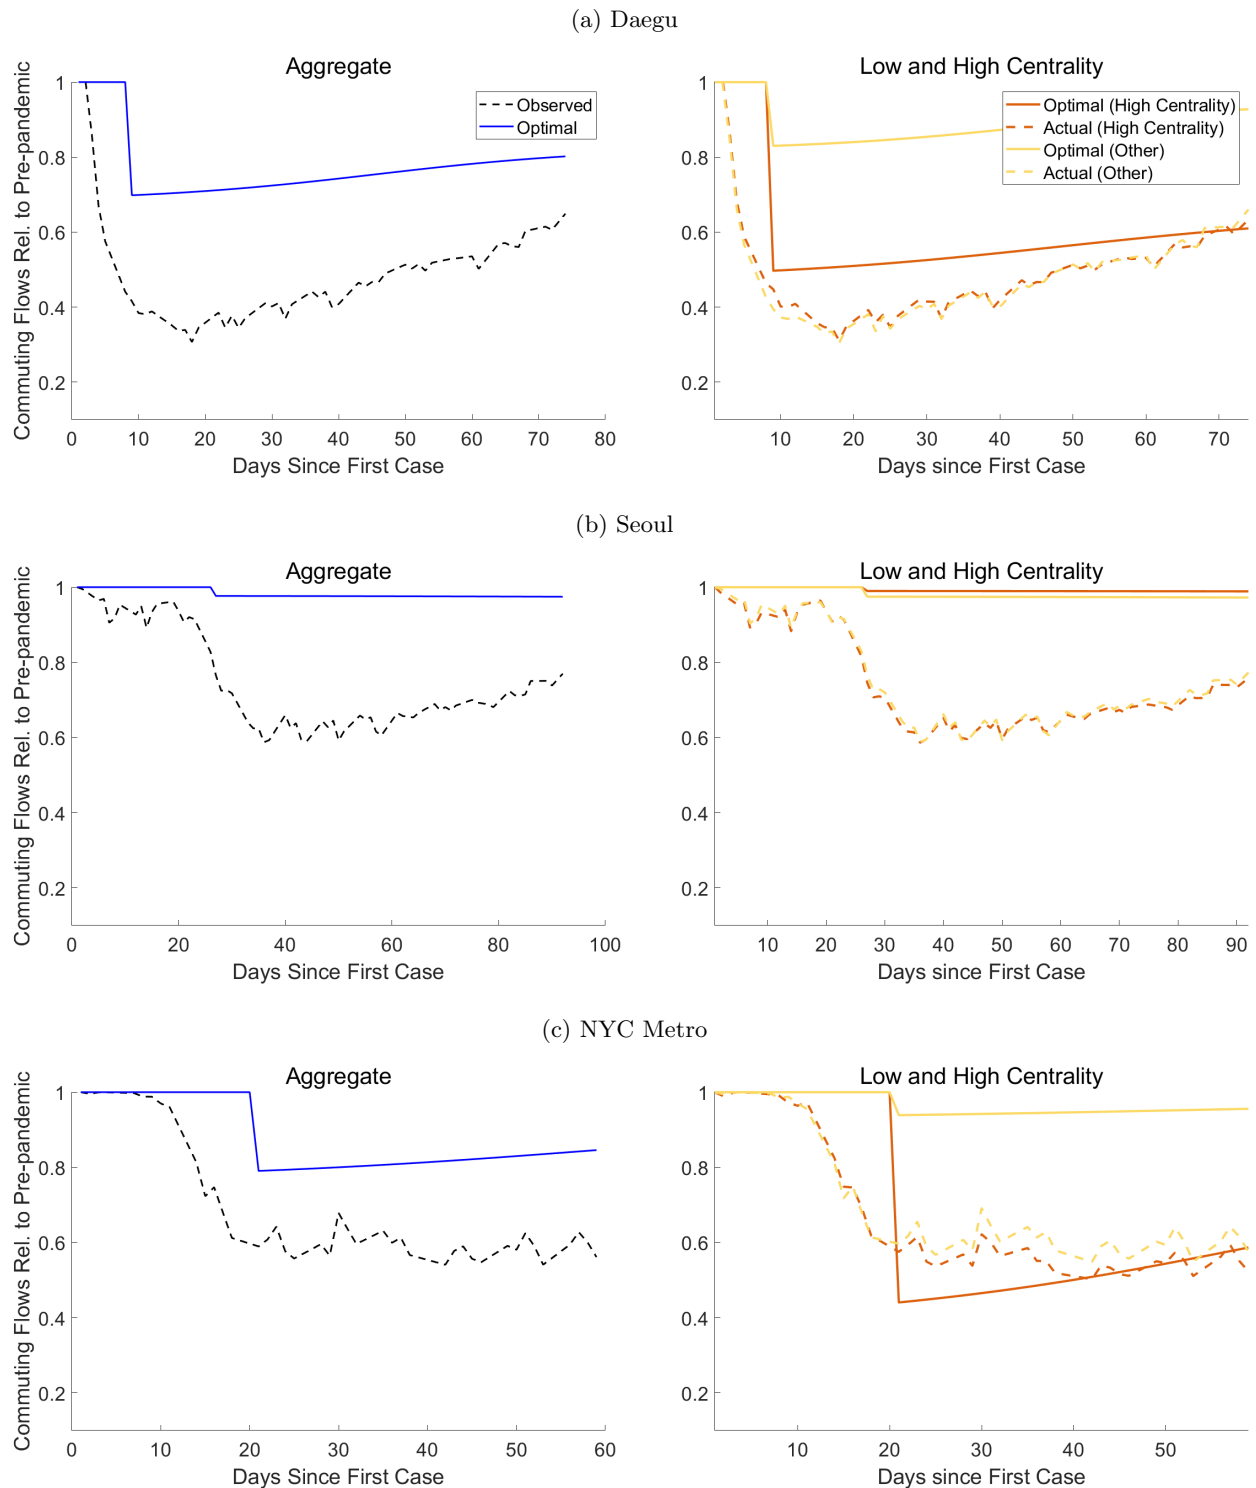 (a) Daegu
Aggregate
Commuting Flows Rel. to Pre-pandemic
1
0.8
0.6
0.4
0.2
0 10 20 30 40 50 60 70 80
Days Since First Case
Observed
Optimal
Low and High Centrality
1
0.8
0.6
0.4
0.2
10 20 30 40 50 60 70
Days since First Case
Optimal (High Centrality)
Actual (High Centrality)
Optimal (Other)
Actual (Other)
(b) Seoul
Aggregate
Commuting Flows Rel. to Pre-pandemic
1
0.8
0.6
0.4
0.2
0 20 40 60 80 100
Days Since First Case
Low and High Centrality
1
0.8
0.6
0.4
0.2
10 20 30 40 50 60 70 80 90
Days since First Case
(c) NYC Metro
Aggregate
Commuting Flows Rel. to Pre-pandemic
1
0.8
0.6
0.4
0.2
0 10 20 30 40 50 60
Days Since First Case
Low and High Centrality
1
0.8
0.6
0.4
0.2
10 20 30 40 50
Days since First Case